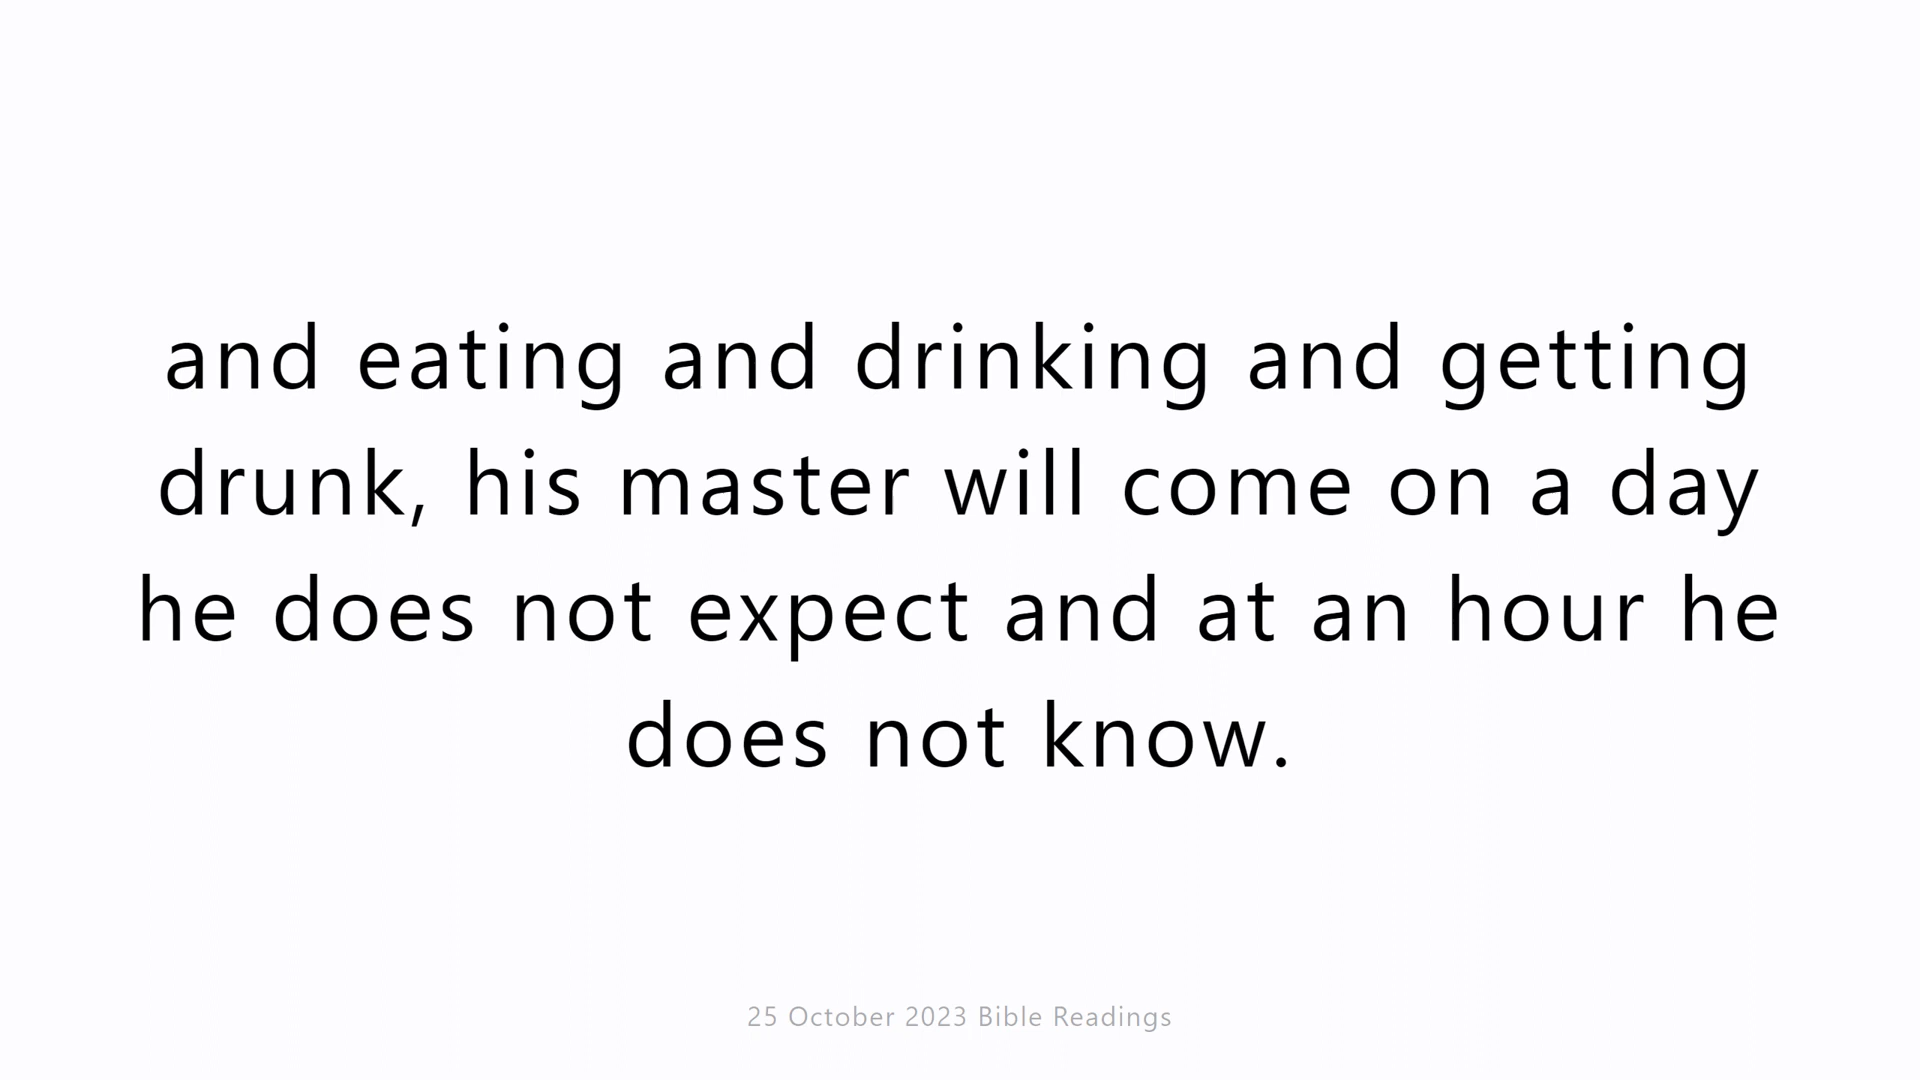 and eating and drinking and getting
drunk, his master will come on a day
he does not expect and at an hour he
does not know.
25 October 2023 Bible Readings